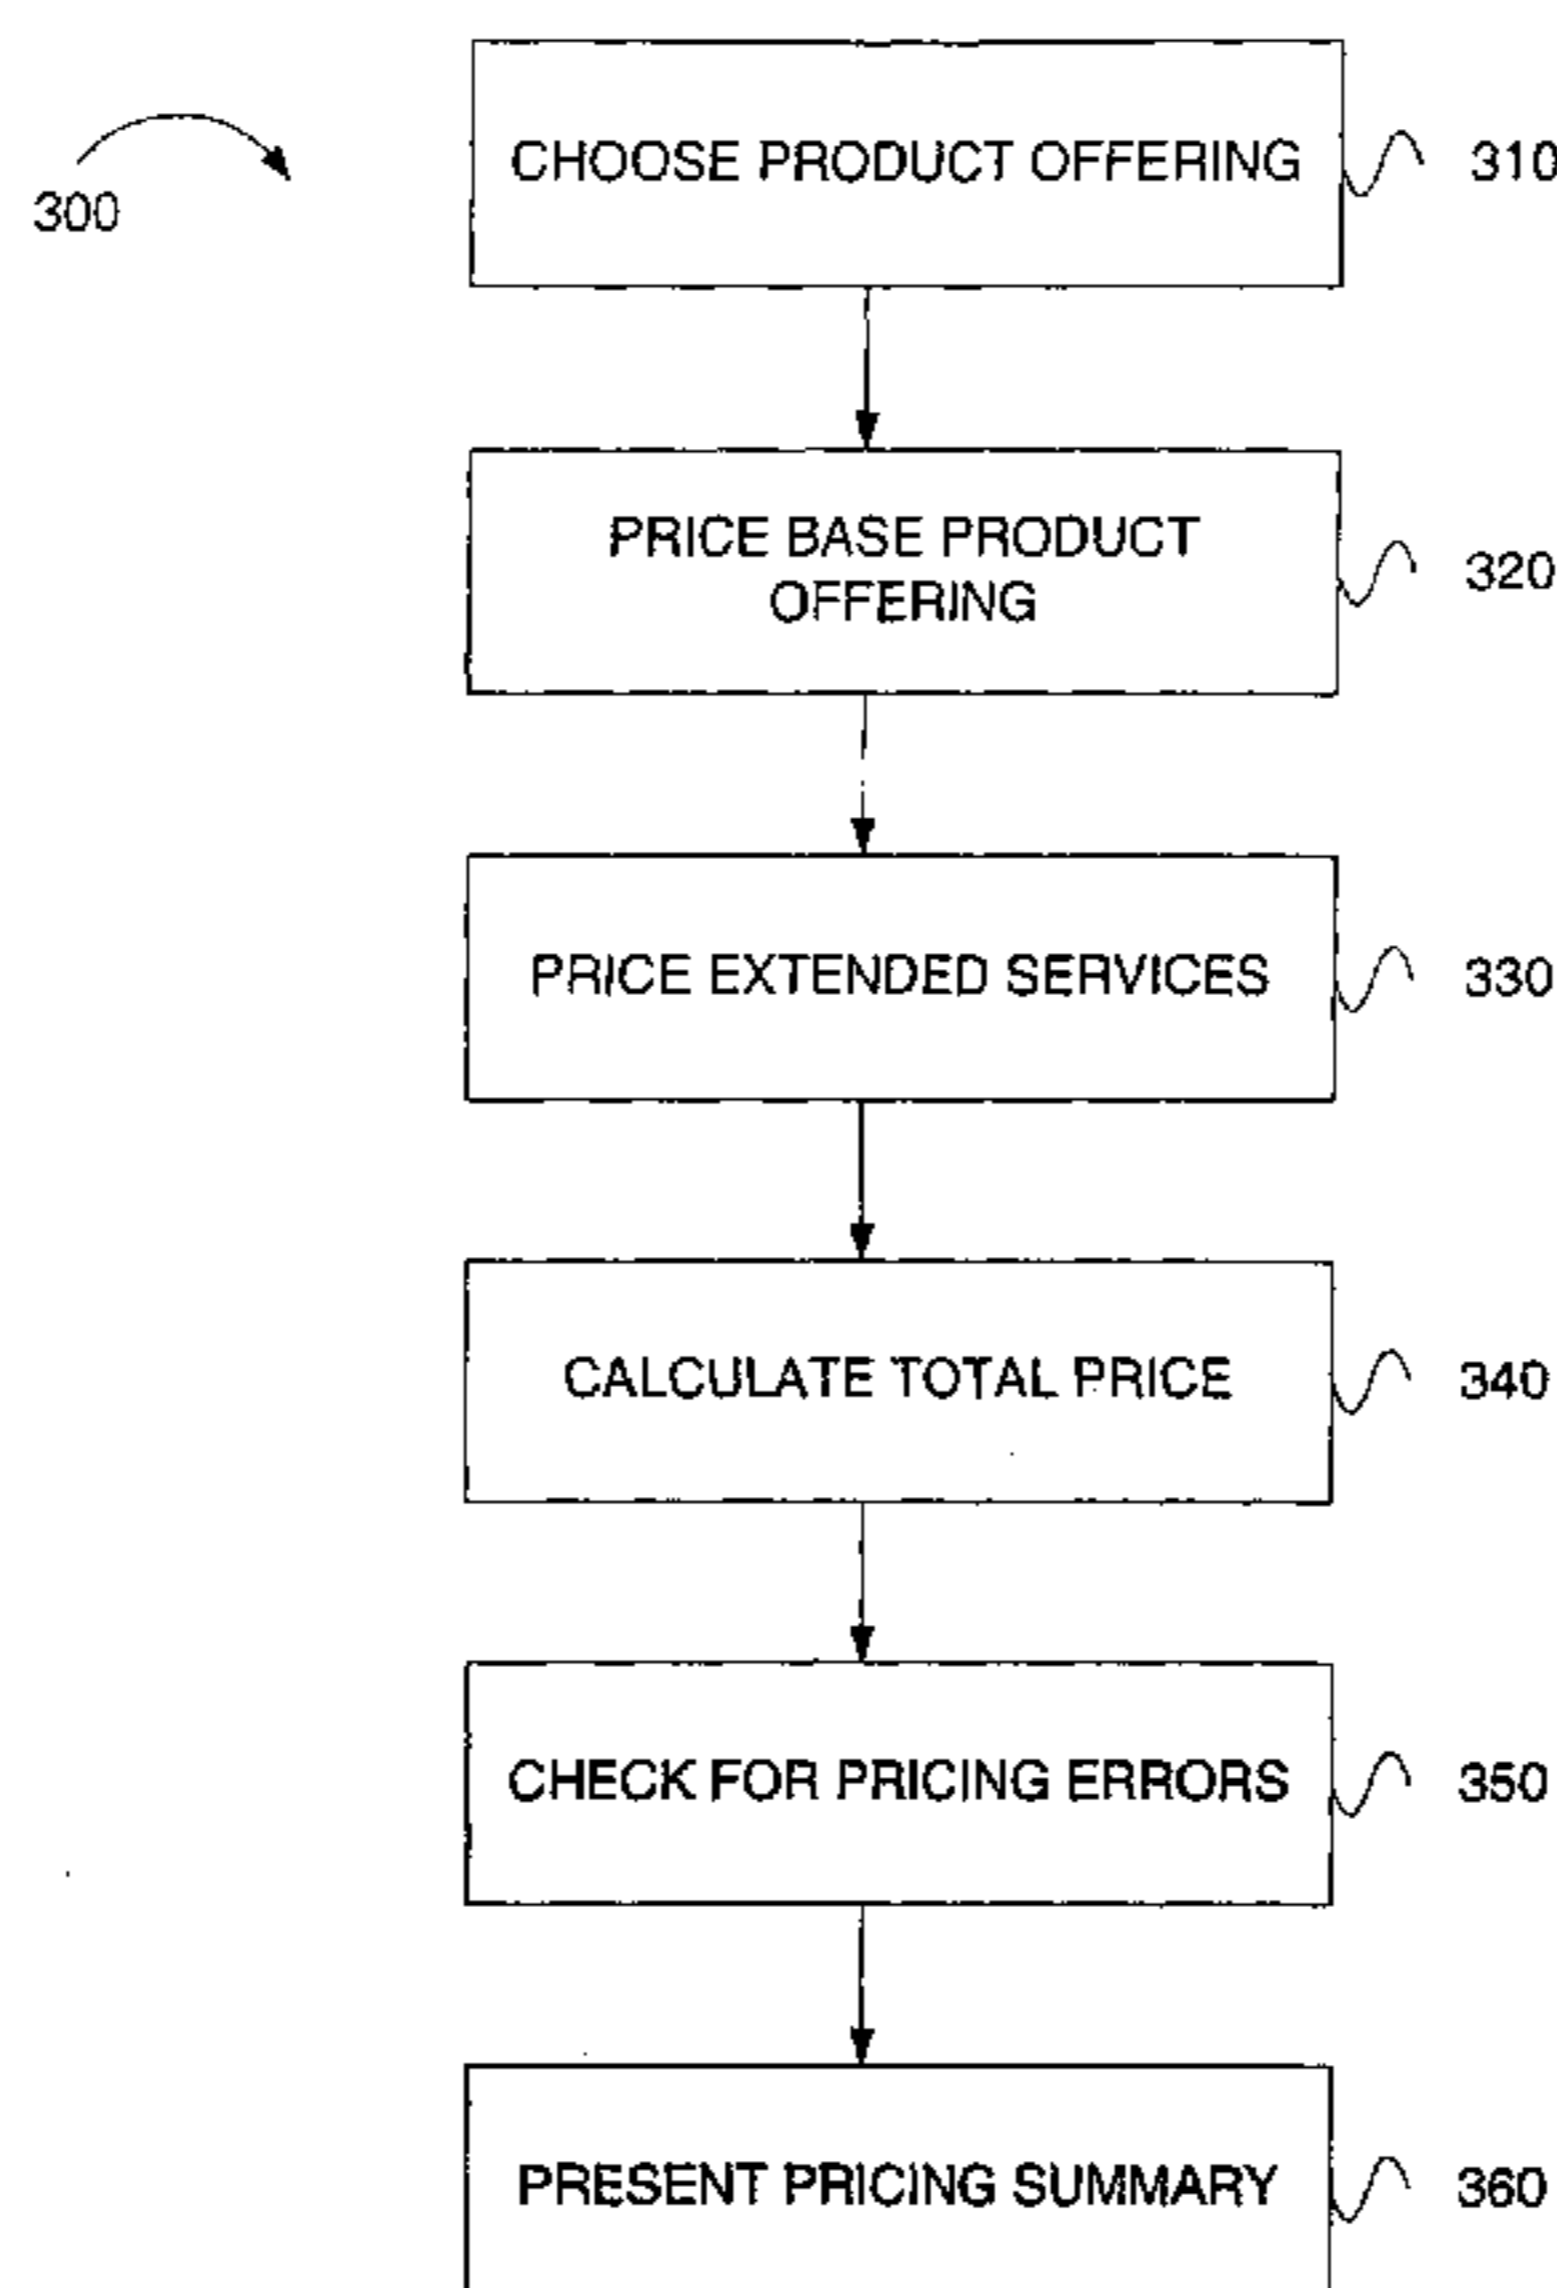 300
CHOOSE PRODUCT OFFERING
310
PRICE BASE PRODUCT
OFFERING
320
PRICE EXTENDED SERVICES
330
CALCULATE TOTAL PRICE
340
CHECK FOR PRICING ERRORS
350
PRESENT PRICING SUMMARY
360